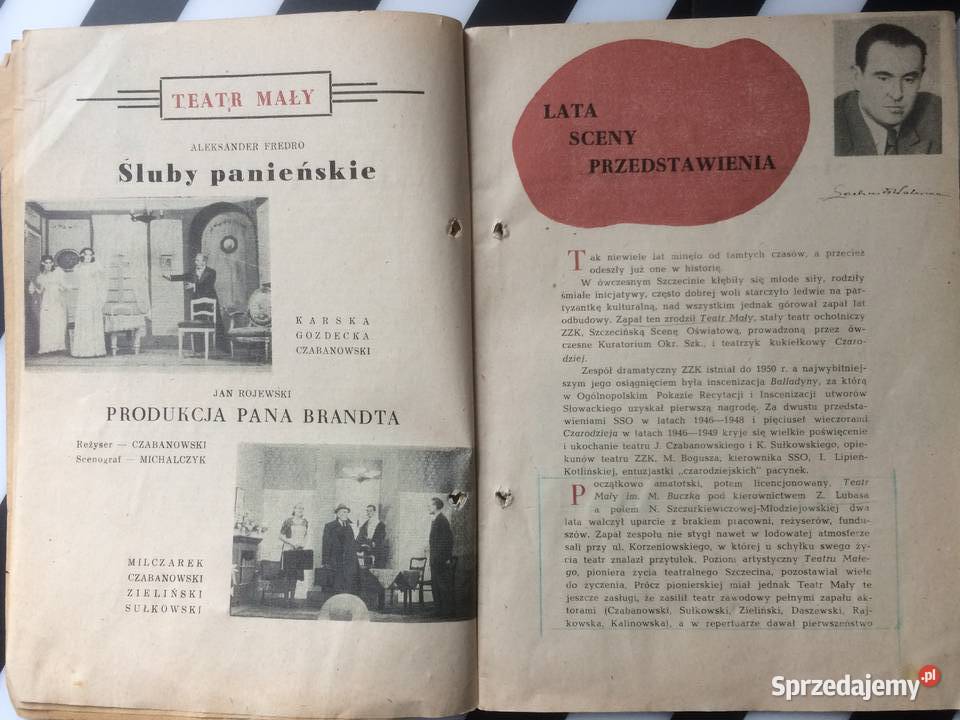 TEATR MAŁY
ALEKSANDER FREDRO
Śluby panieńskie
KARSKA
GOZDECKA
CZABANOWSKI
JAN ROJEWSKI
PRODUKCJA PANA BRANDTA
Reżyser — CZABANOWSKI
Scenograf — MICHALCZYK
MILCZAREK
CZABANOWSKI
ZIELIŃSKI
SUŁKOWSKI
LATA
SCENY
PRZEDSTAWIENIA
Tak niewiele lat minęło od tamtych czasów, a przecież
odeszły już one w historię.
W ówczesnym Szczecinie kłębiły się młode siły, rodziły
śmiałe inicjatywy, często dobrej woli starczyło ledwie na par-
tyzantkę kulturalną, nad wszystkim jednak górował zapał lat
odbudowy. Zapał ten zrodził Teatr Mały, stały teatr ochotniczy
ZZK, Szczecińską Scenę Oświatową, prowadzoną przez ów-
czesne Kuratorium Okr. Szk., i teatrzyk kukiełkowy Czaro-
dziej.
Zespół dramatyczny ZZK istniał do 1950 r. a najwybitniej-
szym jego osiągnięciem była inscenizacja Balladyny, za którą
w Ogólnopolskim Pokazie Recytacji i Inscenizacji utworów
Słowackiego uzyskał pierwszą nagrodę. Za dwustu przedsta-
wieniami SSO w latach 1946—1948 i pięciuset wieczorami
Czarodzieja w latach 1946—1949 kryje się wielkie poświęcenie
i ukochanie teatru J. Czabanowskiego i K. Sułkowskiego, opie-
kunów teatru ZZK, M. Bogusza, kierownika SSO, I. Lipień-
Kotlińskiej, entuzjastki „czarodziejskich" pacynek.
Początkowo amatorski, potem licencjonowany, Teatr
Mały im. M. Buczka pod kierownictwem Z. Lubasa
a potem N. Szczurkiewiczowej-Młodziejowskiej dwa
lata walczył uparcie z brakiem pracowni, reżyserów, fundu-
szów. Zapał zespołu nie stygł nawet w lodowatej atmosferze
sali przy ul. Korzeniowskiego, w której u schyłku swego ży-
cia teatr znalazł przytułek. Poziom artystyczny Teatru Małe-
go, pioniera życia teatralnego Szczecina, pozostawiał wiele
do życzenia. Prócz pionierskiej miał jednak Teatr Mały te
jeszcze zasługi, że zasilił teatr zawodowy pełnymi zapału ak-
torami (Czabanowski, Sułkowski, Zieliński, Daszewski, Raj-
kowska, Kalinowska), a w repertuarze dawał pierwszeństwo
Sprzedajemy.pl